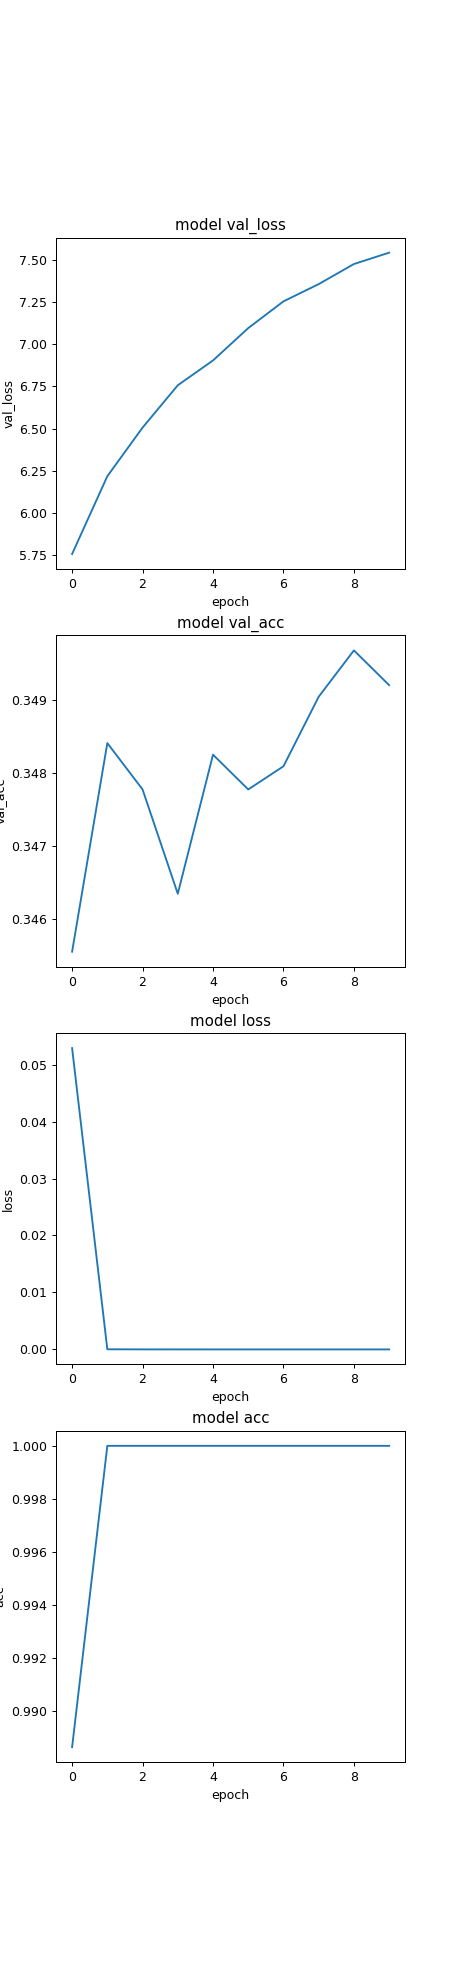 model val_loss
7.50
7.25
7.00
6.75
6.50
6.25
6.00
5.75
val_loss
0 2 4 6 8
epoch
model val_acc
0.349
0.348
0.347
0.346
val_acc
0 2 4 6 8
epoch
model loss
0.05
0.04
0.03
0.02
0.01
0.00
loss
0 2 4 6 8
epoch
model acc
1.000
0.998
0.996
0.994
0.992
0.990
acc
0 2 4 6 8
epoch